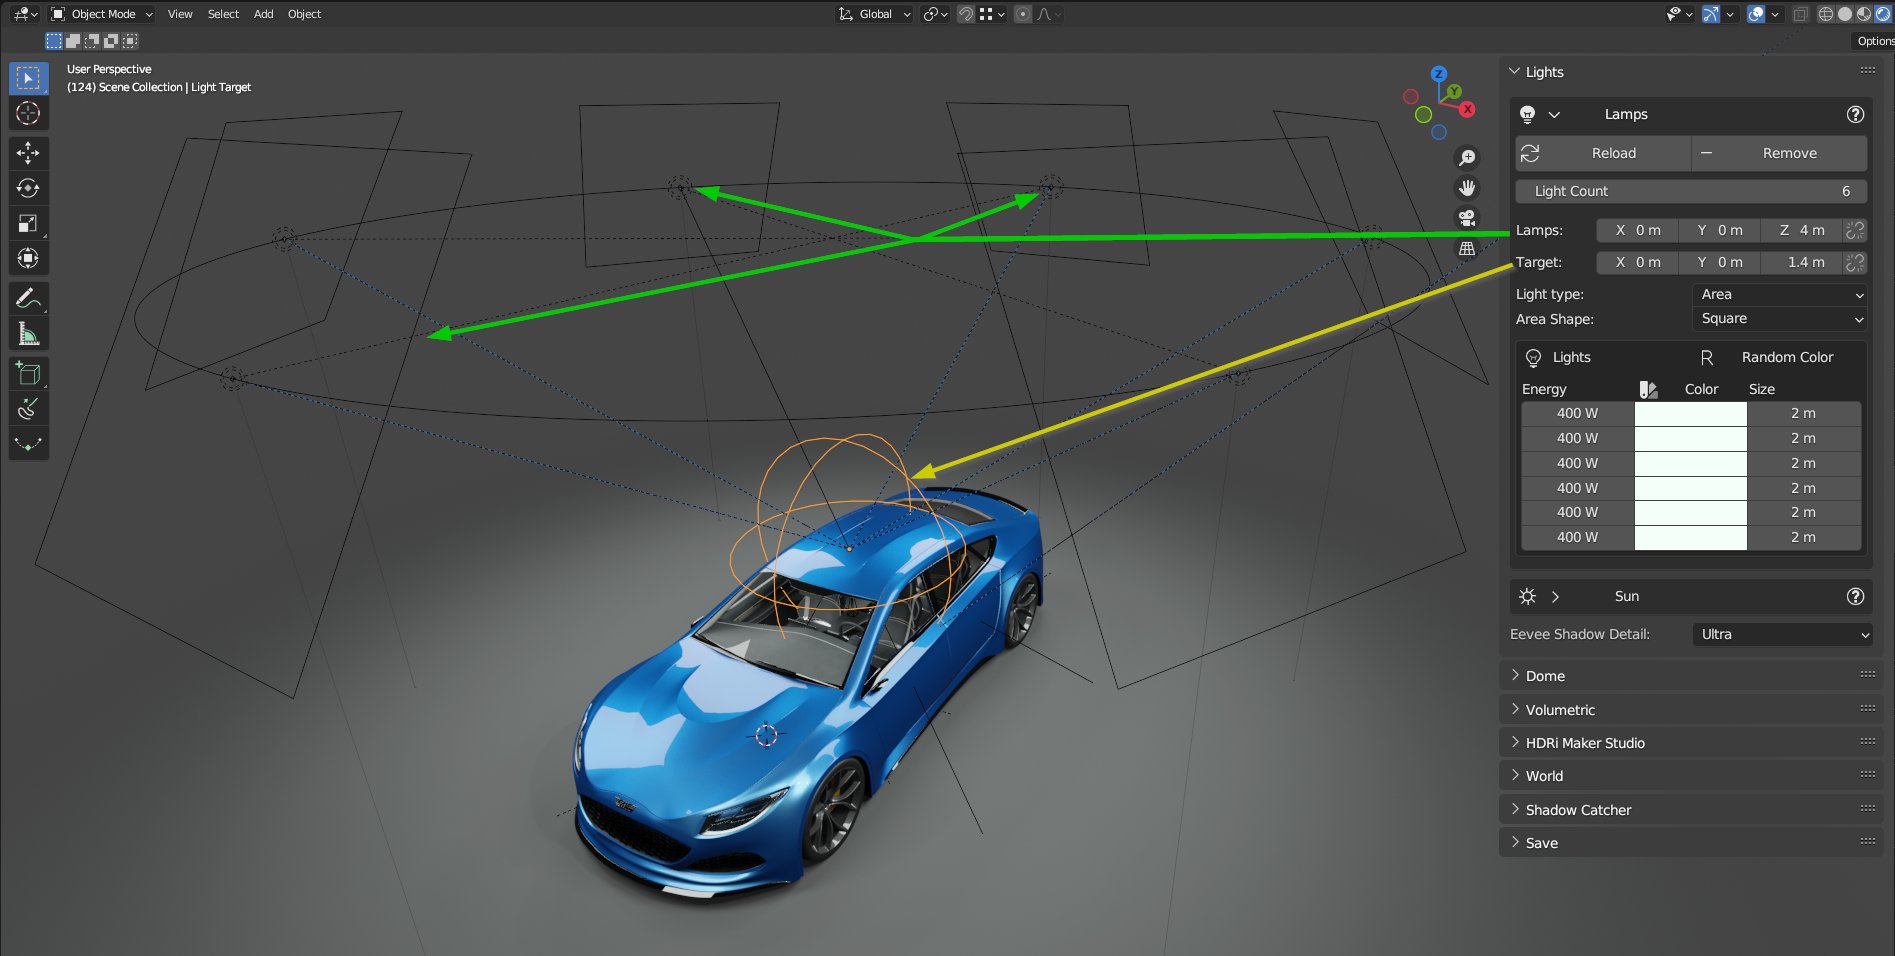 Object Mode View Select Add Object Global
Options
User Perspective
(124) Scene Collection | Light Target
Z
Y
X
Lights
Lamps
Reload Remove
Light Count 6
Lamps: X 0 m Y 0 m Z 4 m
Target: X 0 m Y 0 m 1.4 m
Light type: Area
Area Shape: Square
Lights R Random Color
Energy Color Size
400 W 2 m
400 W 2 m
400 W 2 m
400 W 2 m
400 W 2 m
400 W 2 m
Sun
Eevee Shadow Detail: Ultra
Dome
Volumetric
HDRi Maker Studio
World
Shadow Catcher
Save